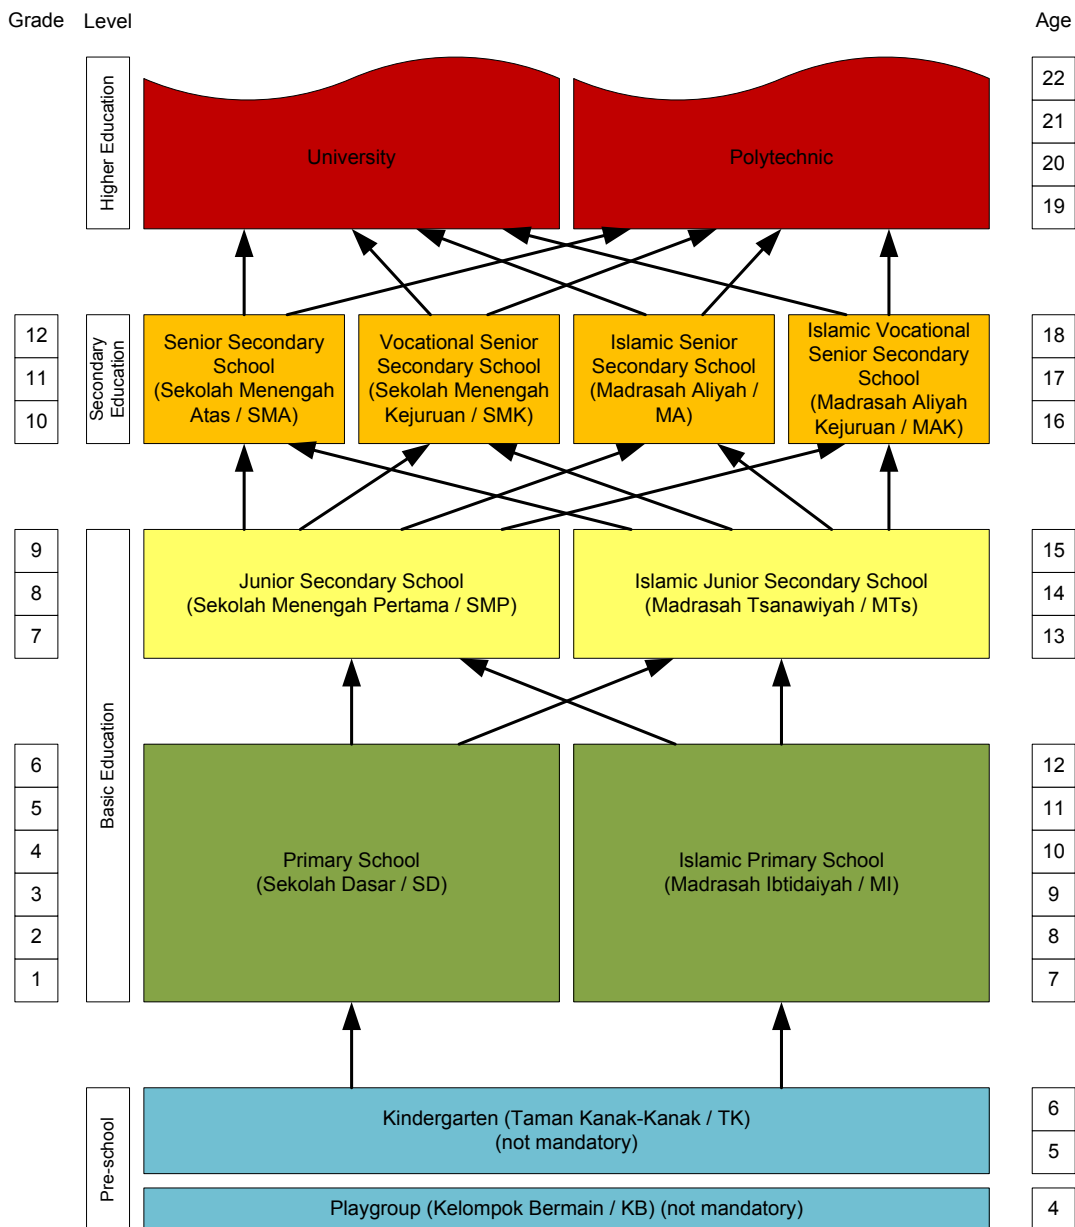 Grade Level Age
Higher Education
University
Polytechnic
22
21
20
19
12
11
10
Secondary
Education
Senior Secondary
School
(Sekolah Menengah
Atas / SMA)
Vocational Senior
Secondary School
(Sekolah Menengah
Kejuruan / SMK)
Islamic Senior
Secondary School
(Madrasah Aliyah /
MA)
Islamic Vocational
Senior Secondary
School
(Madrasah Aliyah
Kejuruan / MAK)
18
17
16
9
8
7
Basic Education
Junior Secondary School
(Sekolah Menengah Pertama / SMP)
Islamic Junior Secondary School
(Madrasah Tsanawiyah / MTs)
15
14
13
6
5
4
3
2
1
Primary School
(Sekolah Dasar / SD)
Islamic Primary School
(Madrasah Ibtidaiyah / MI)
12
11
10
9
8
7
Pre-school
Kindergarten (Taman Kanak-Kanak / TK)
(not mandatory)
6
5
Playgroup (Kelompok Bermain / KB) (not mandatory)
4